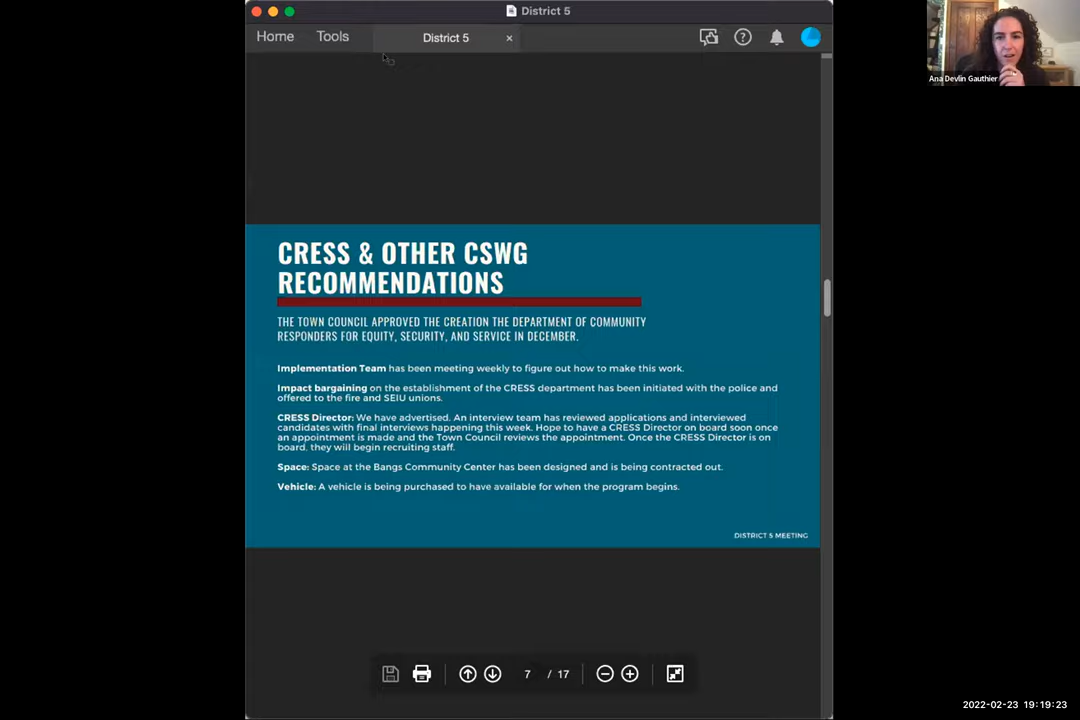 District 5
Home
Tools
District 5
Ana Devlin Gauthier
CRESS & OTHER CSWG
RECOMMENDATIONS
THE TOWN COUNCIL APPROVED THE CREATION THE DEPARTMENT OF COMMUNITY
RESPONDERS FOR EQUITY, SECURITY, AND SERVICE IN DECEMBER.
Implementation Team has been meeting weekly to figure out how to make this work.
Impact bargaining on the establishment of the CRESS department has been initiated with the police and
offered to the fire and SEIU unions.
CRESS Director: We have advertised. An interview team has reviewed applications and interviewed
candidates with final interviews happening this week. Hope to have a CRESS Director on board soon once
an appointment is made and the Town Council reviews the appointment. Once the CRESS Director is on
board, they will begin recruiting staff.
Space: Space at the Bangs Community Center has been designed and is being contracted out.
Vehicle: A vehicle is being purchased to have available for when the program begins.
DISTRICT 5 MEETING
7 / 17
2022-02-23 19:19:23